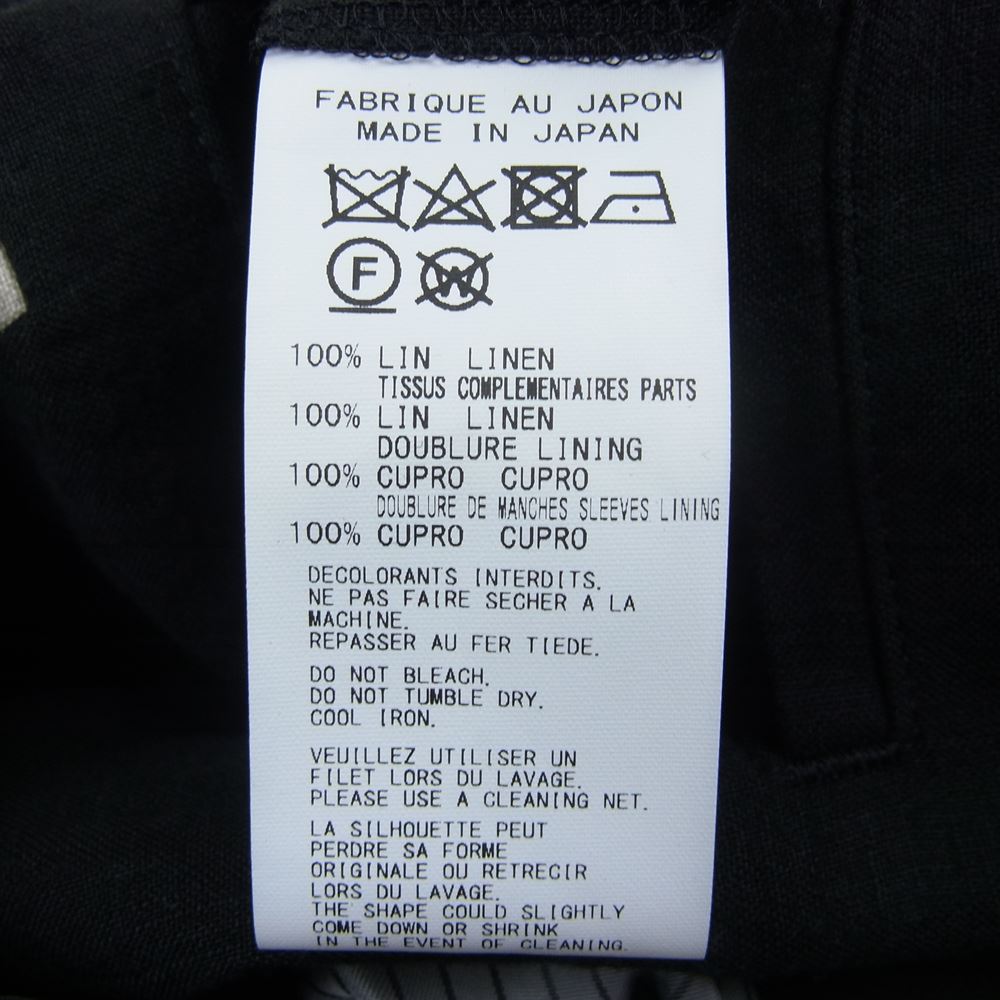 FABRIQUE AU JAPON
MADE IN JAPAN
F W
100% LIN LINEN
TISSUS COMPLEMENTAIRES PARTS
100% LIN LINEN
DOUBLURE LINING
100% CUPRO CUPRO
DOUBLURE DE MANCHES SLEEVES LINING
100% CUPRO CUPRO
DECOLORANTS INTERDITS.
NE PAS FAIRE SECHER A LA
MACHINE.
REPASSER AU FER TIEDE.
DO NOT BLEACH.
DO NOT TUMBLE DRY.
COOL IRON.
VEUILLEZ UTILISER UN
FILET LORS DU LAVAGE.
PLEASE USE A CLEANING NET.
LA SILHOUETTE PEUT
PERDRE SA FORME
ORIGINALE OU RETRECIR
LORS DU LAVAGE.
THE SHAPE COULD SLIGHTLY
COME DOWN OR SHRINK
IN THE EVENT OF CLEANING.